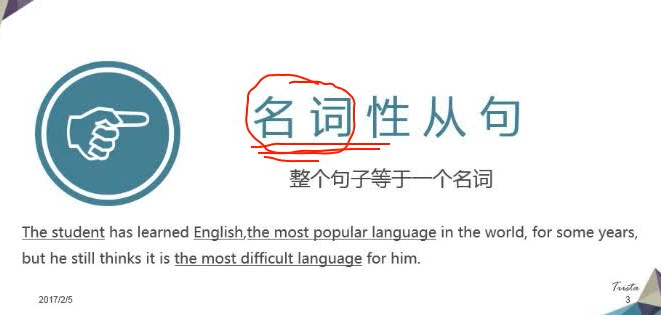 名词性从句
整个句子等于一个名词
The student has learned English,the most popular language in the world, for some years,
but he still thinks it is the most difficult language for him.
Trista
2017/2/5
3